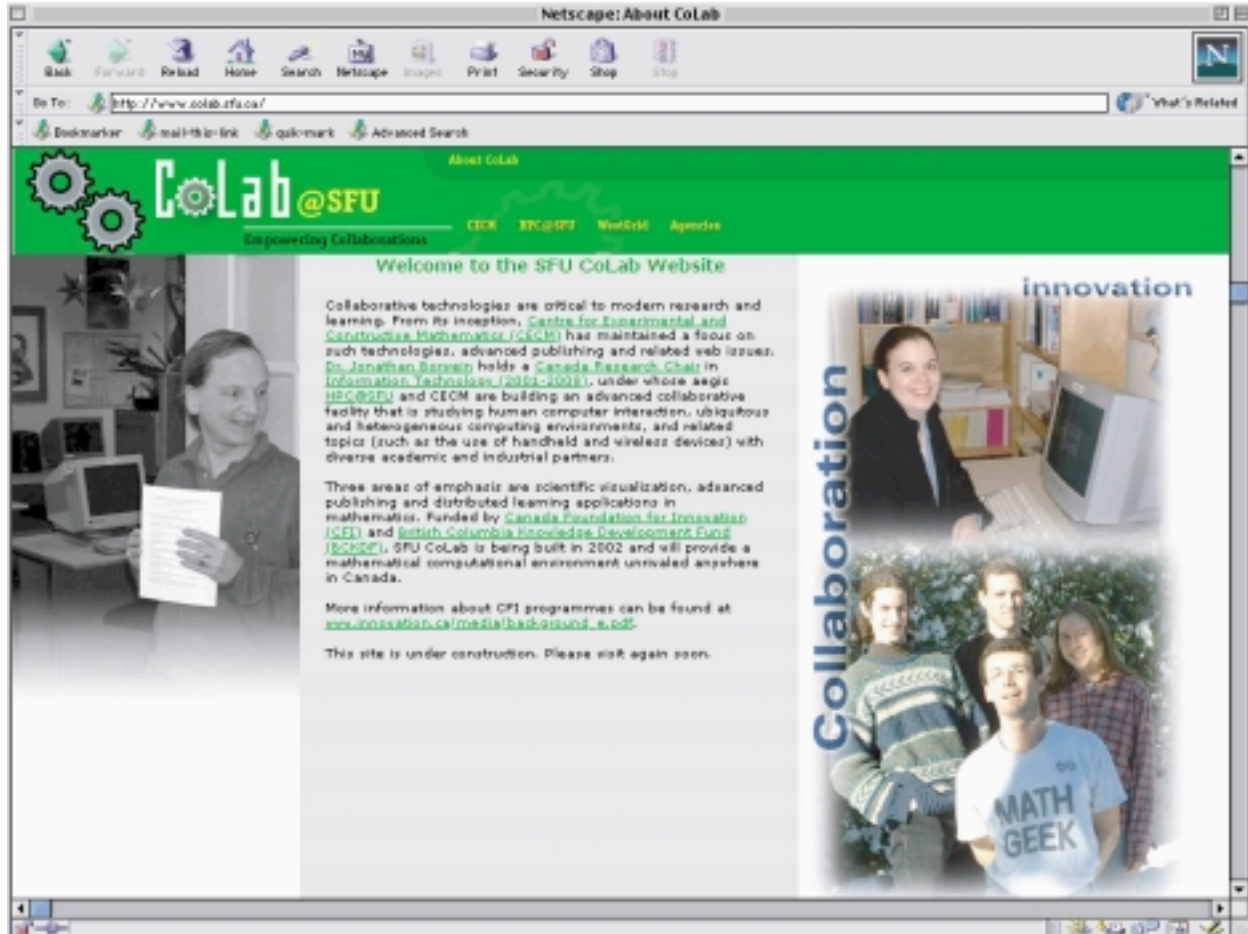 Netscape: About CoLab
Back Forward Reload Home Search Netscape Images Print Security Shop Stop
Go To: http://www.colab.sfu.ca/ What's Related
Bookmarker mail-this-link quik-mark Advanced Search
About CoLab
CoLab @SFU
CECM HPC@SFU WestGrid Agencies
Empowering Collaborations
Welcome to the SFU CoLab Website
Collaborative technologies are critical to modern research and
learning. From its inception, Centre for Experimental and
Constructive Mathematics (CECM) has maintained a focus on
such technologies, advanced publishing and related web issues.
Dr. Jonathan Borwein holds a Canada Research Chair in
Information Technology (2001-2008), under whose aegis
HPC@SFU and CECM are building an advanced collaborative
facility that is studying human computer interaction, ubiquitous
and heterogeneous computing environments, and related
topics (such as the use of handheld and wireless devices) with
diverse academic and industrial partners.
Three areas of emphasis are scientific visualization, advanced
publishing and distributed learning applications in
mathematics. Funded by Canada Foundation for Innovation
(CFI) and British Columbia Knowledge Development Fund
(BCKDF), SFU CoLab is being built in 2002 and will provide a
mathematical computational environment unrivaled anywhere
in Canada.
More information about CFI programmes can be found at
www.innovation.ca/media/background_e.pdf.
This site is under construction. Please visit again soon.
innovation
Collaboration
MATH
GEEK